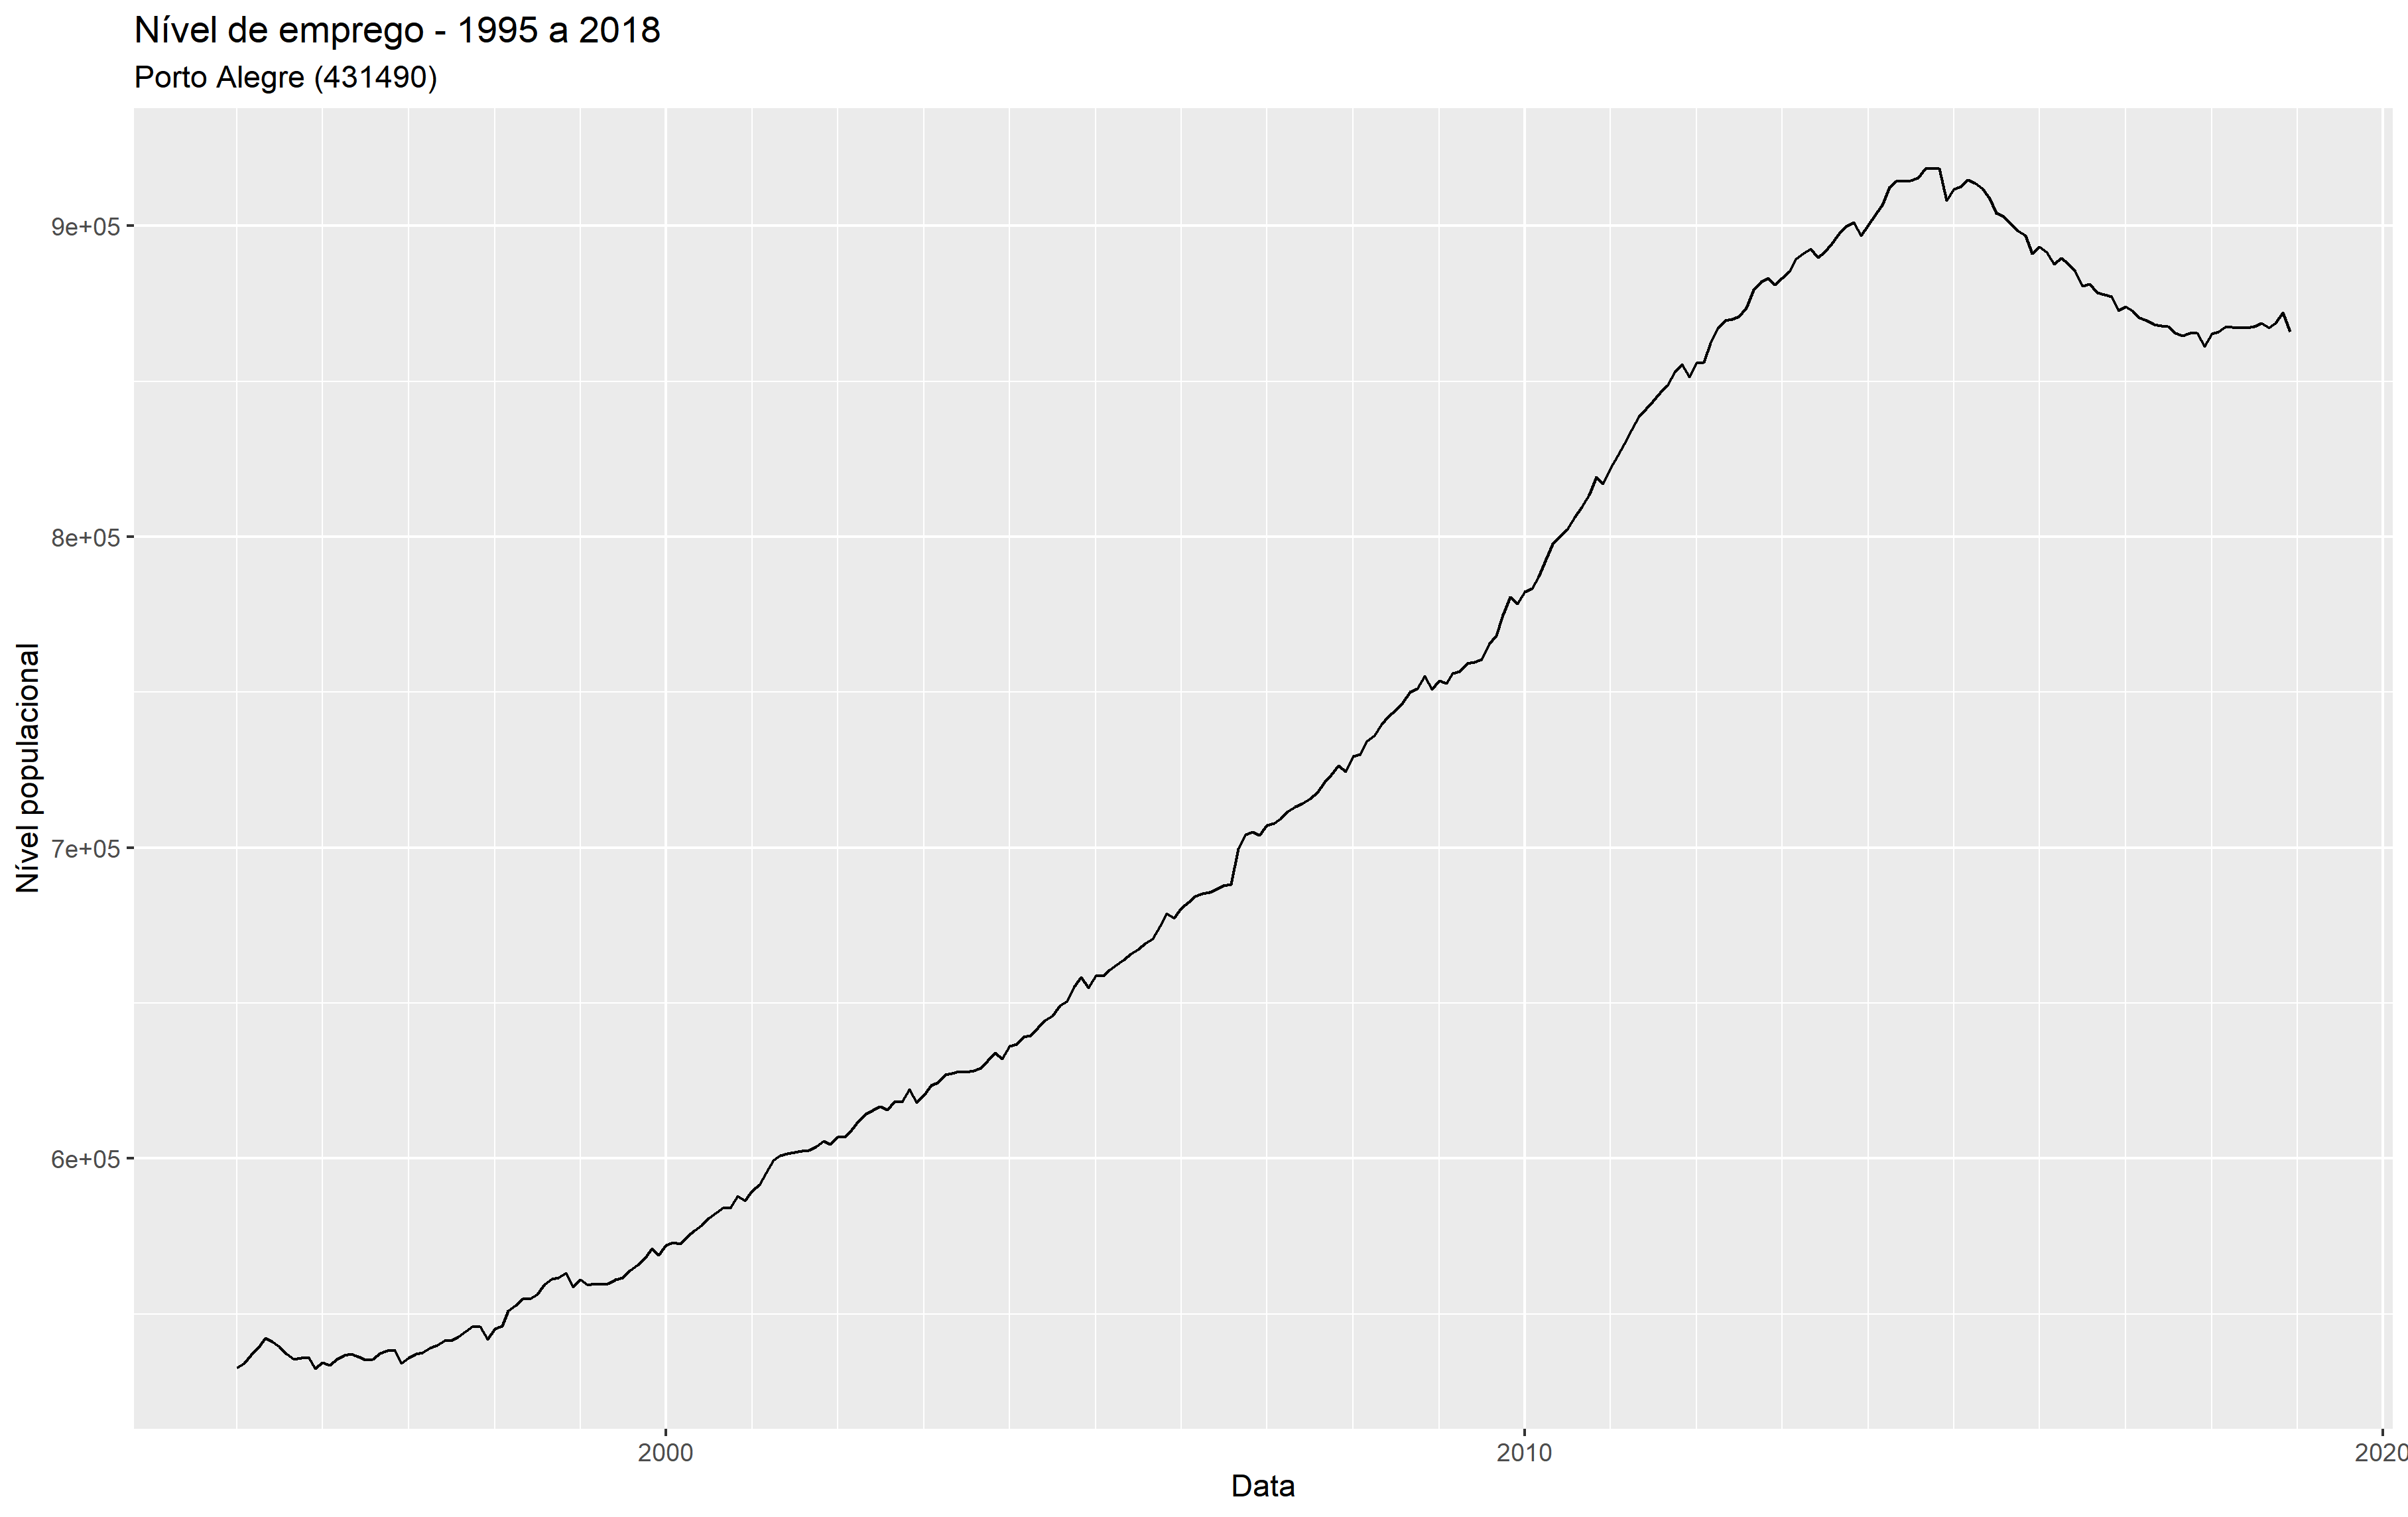 Nível de emprego - 1995 a 2018
Porto Alegre (431490)
Nível populacional
9e+05
8e+05
7e+05
6e+05
2000
2010
2020
Data